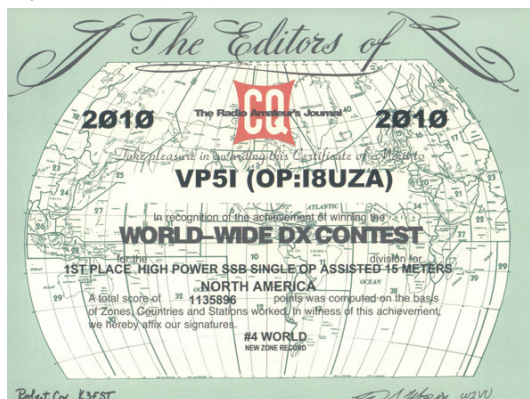 The Editors of
2Ø1Ø
CQ
The Radio Amateur's Journal
2Ø1Ø
Take pleasure in awarding this Certificate of Merit to
VP5I (OP:I8UZA)
In recognition of the achievement of winning the
WORLD-WIDE DX CONTEST
for the division for
1ST PLACE HIGH POWER SSB SINGLE OP ASSISTED 15 METERS
NORTH AMERICA
A total score of 1135896 points was computed on the basis
of Zones, Countries and Stations worked. In witness of this achievement,
we hereby affix our signatures.
#4 WORLD
NEW ZONE RECORD
ATLANTIC
OCEAN
Robert Cox K3EST
W2VU